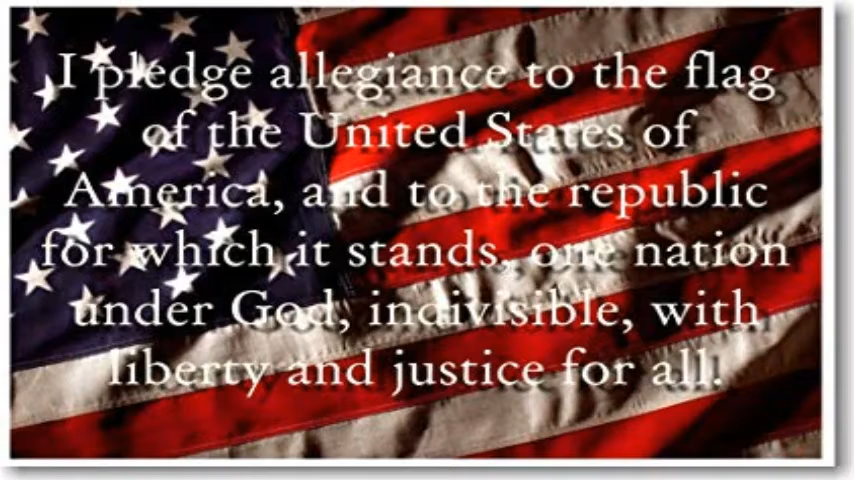 I pledge allegiance to the flag
of the United States of
America, and to the republic
for which it stands, one nation
under God, indivisible, with
liberty and justice for all.